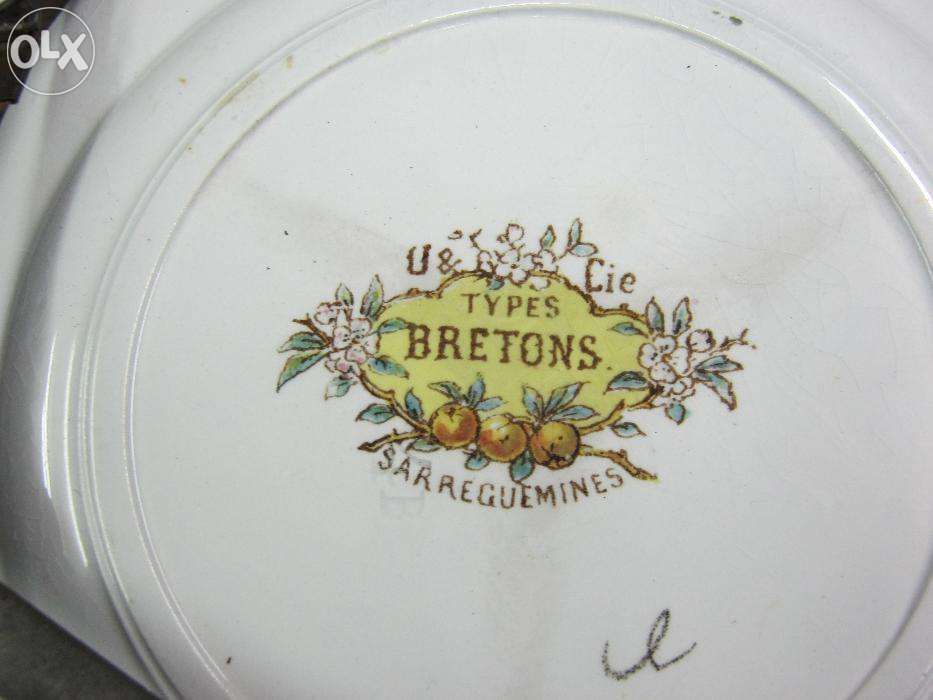 OLX
U & Cie
TYPES
BRETONS.
SARREGUEMINES